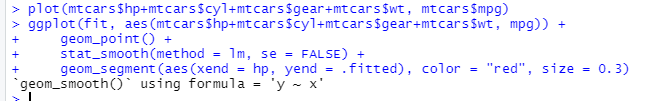 > plot(mtcars$hp+mtcars$cyl+mtcars$gear+mtcars$wt, mtcars$mpg)
> ggplot(fit, aes(mtcars$hp+mtcars$cyl+mtcars$gear+mtcars$wt, mpg)) +
+     geom_point() +
+     stat_smooth(method = lm, se = FALSE) +
+     geom_segment(aes(xend = hp, yend = .fitted), color = "red", size = 0.3)
`geom_smooth()` using formula = 'y ~ x'
>